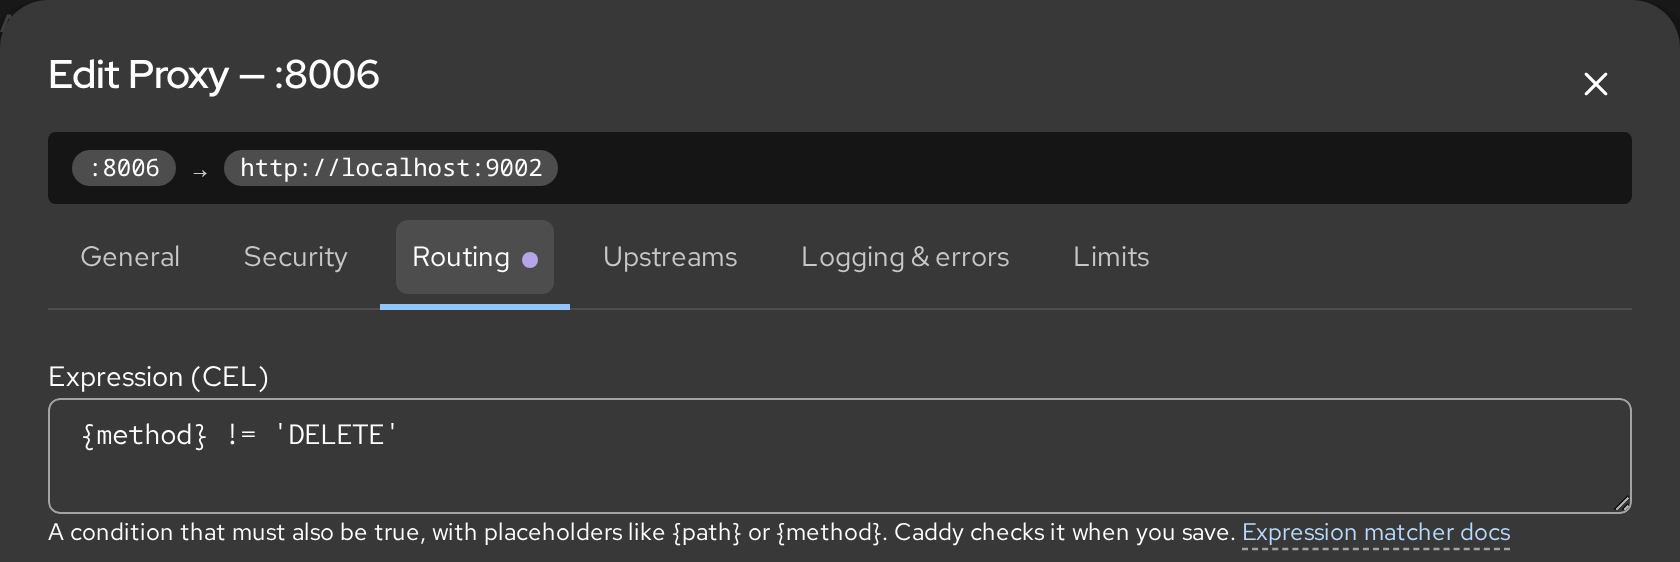 Edit Proxy – :8006
:8006 → http://localhost:9002
General Security Routing Upstreams Logging & errors Limits
Expression (CEL)
{method} != 'DELETE'
A condition that must also be true, with placeholders like {path} or {method}. Caddy checks it when you save. Expression matcher docs